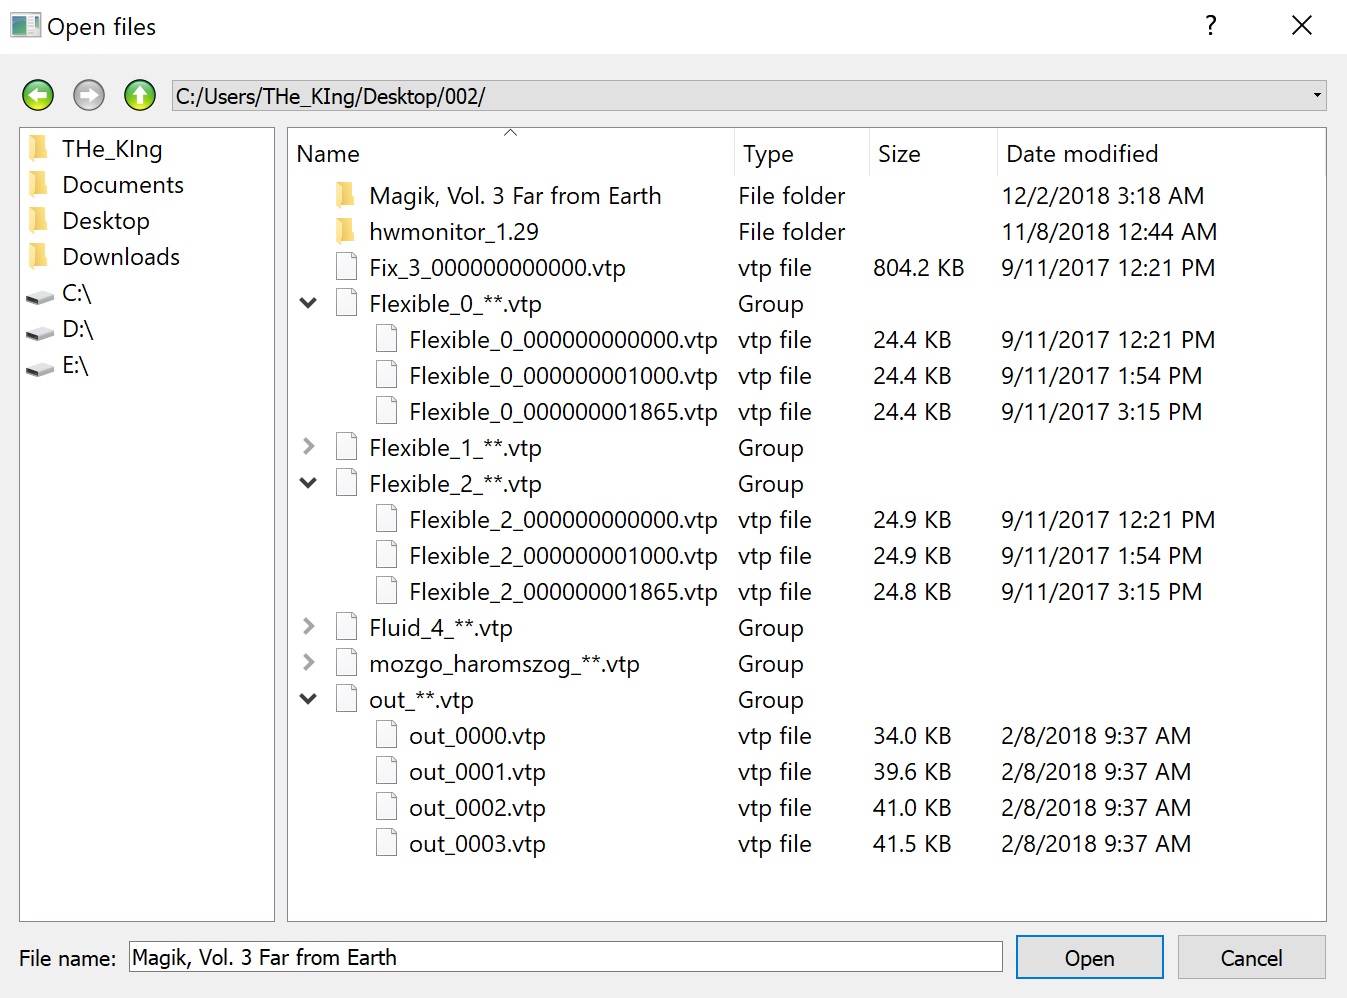 Open files
?
C:/Users/THe_KIng/Desktop/002/
THe_KIng
Documents
Desktop
Downloads
C:\
D:\
E:\
Name Type Size Date modified
Magik, Vol. 3 Far from Earth File folder 12/2/2018 3:18 AM
hwmonitor_1.29 File folder 11/8/2018 12:44 AM
Fix_3_000000000000.vtp vtp file 804.2 KB 9/11/2017 12:21 PM
Flexible_0_**.vtp Group
Flexible_0_000000000000.vtp vtp file 24.4 KB 9/11/2017 12:21 PM
Flexible_0_000000001000.vtp vtp file 24.4 KB 9/11/2017 1:54 PM
Flexible_0_000000001865.vtp vtp file 24.4 KB 9/11/2017 3:15 PM
Flexible_1_**.vtp Group
Flexible_2_**.vtp Group
Flexible_2_000000000000.vtp vtp file 24.9 KB 9/11/2017 12:21 PM
Flexible_2_000000001000.vtp vtp file 24.9 KB 9/11/2017 1:54 PM
Flexible_2_000000001865.vtp vtp file 24.8 KB 9/11/2017 3:15 PM
Fluid_4_**.vtp Group
mozgo_haromszog_**.vtp Group
out_**.vtp Group
out_0000.vtp vtp file 34.0 KB 2/8/2018 9:37 AM
out_0001.vtp vtp file 39.6 KB 2/8/2018 9:37 AM
out_0002.vtp vtp file 41.0 KB 2/8/2018 9:37 AM
out_0003.vtp vtp file 41.5 KB 2/8/2018 9:37 AM
File name: Magik, Vol. 3 Far from Earth Open Cancel